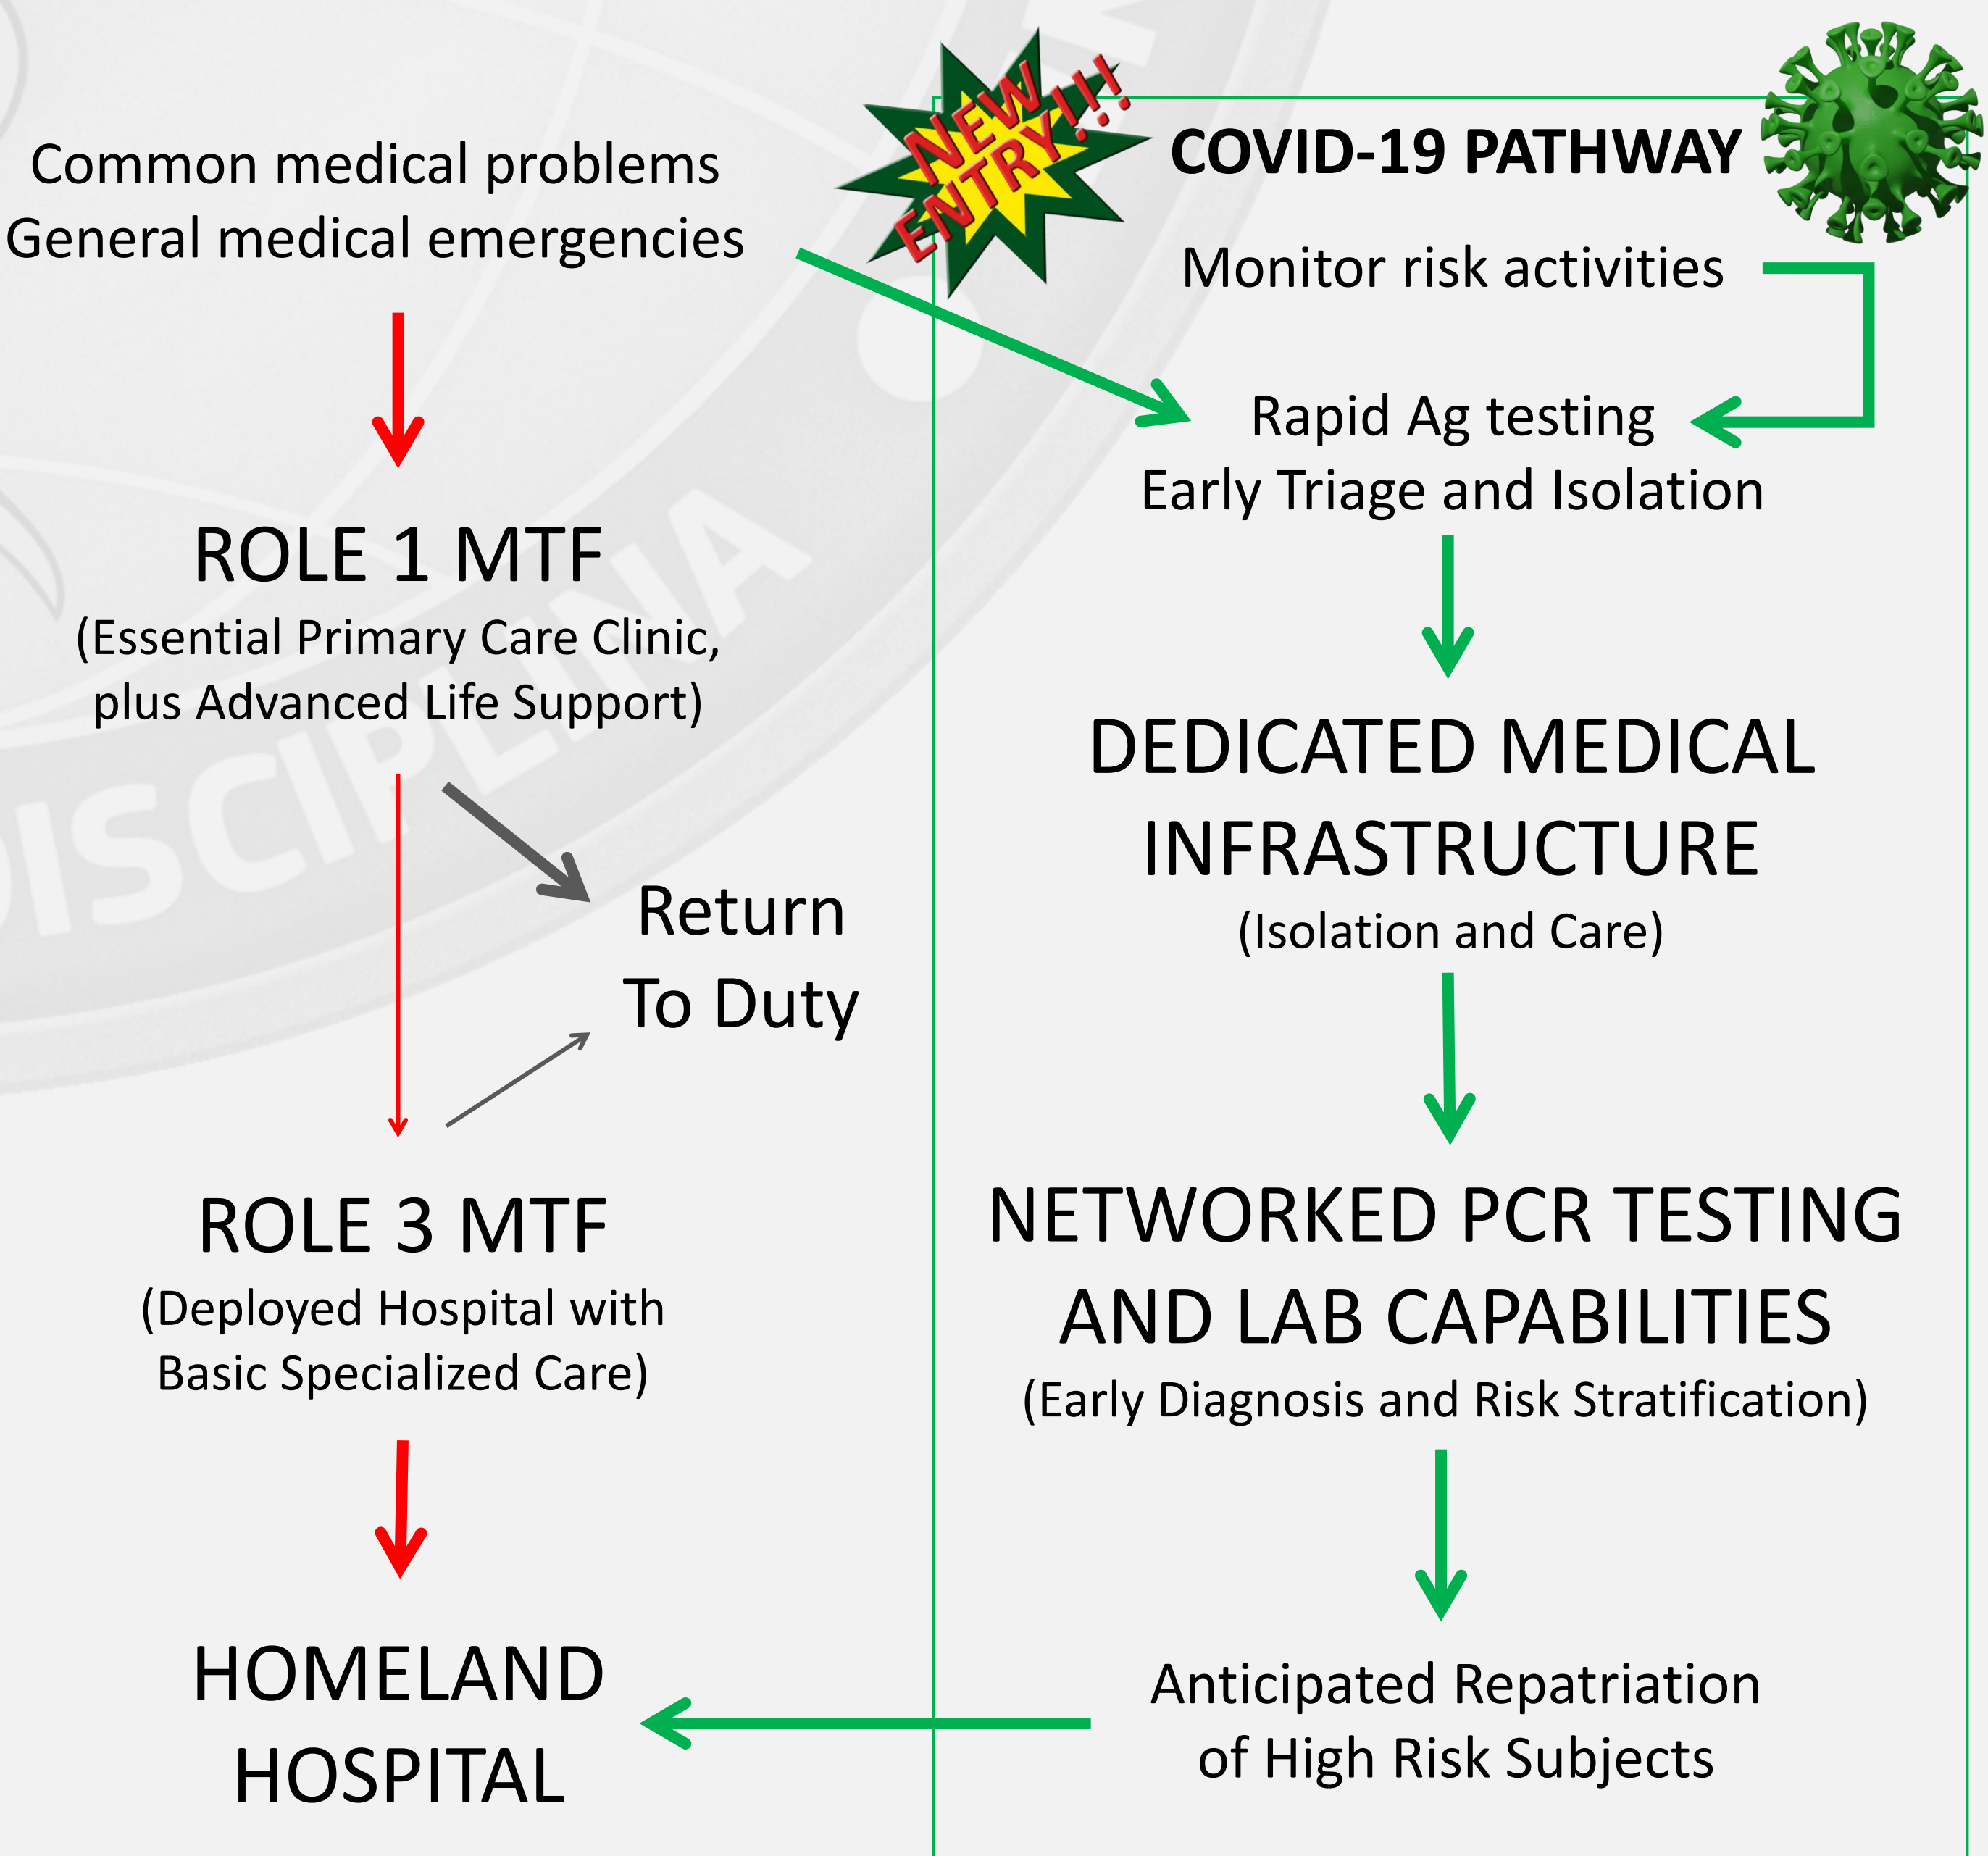 Common medical problems
General medical emergencies
ROLE 1 MTF
(Essential Primary Care Clinic,
plus Advanced Life Support)
Return
To Duty
ROLE 3 MTF
(Deployed Hospital with
Basic Specialized Care)
HOMELAND
HOSPITAL
NEW
ENTRY!!!
COVID-19 PATHWAY
Monitor risk activities
Rapid Ag testing
Early Triage and Isolation
DEDICATED MEDICAL
INFRASTRUCTURE
(Isolation and Care)
NETWORKED PCR TESTING
AND LAB CAPABILITIES
(Early Diagnosis and Risk Stratification)
Anticipated Repatriation
of High Risk Subjects
DISCIPLINA